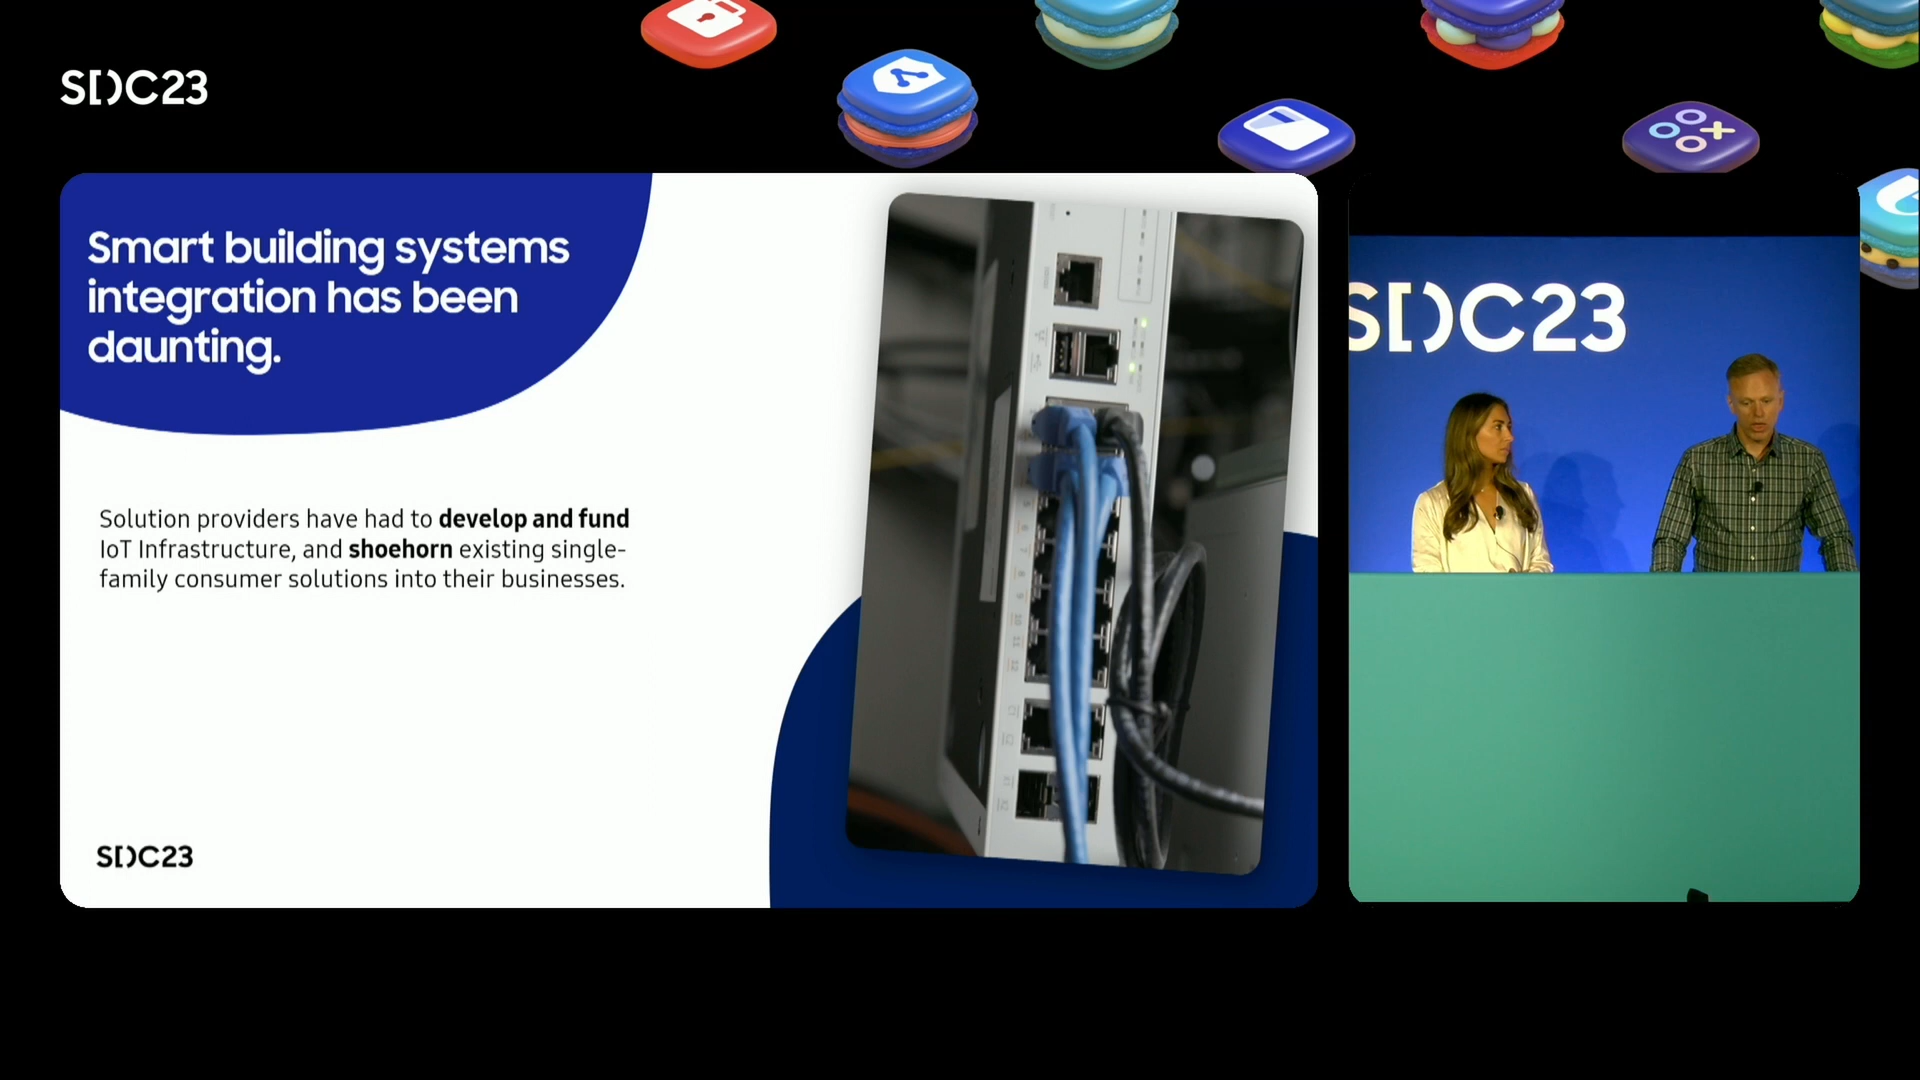 SDC23
Smart building systems
integration has been
daunting.
Solution providers have had to develop and fund
IoT Infrastructure, and shoehorn existing single-
family consumer solutions into their businesses.
SDC23
SDC23